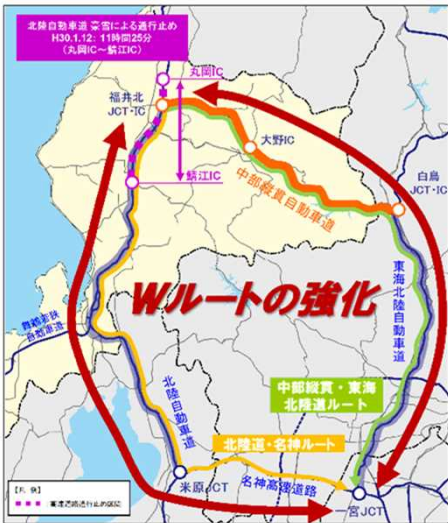 北陸自動車道 豪雪による通行止め
H30.1.12: 11時間25分
(丸岡IC～鯖江IC)
丸岡IC
福井北
JCT・IC
大野IC
白鳥
JCT・IC
鯖江IC
中部縦貫自動車道
Wルートの強化
東海北陸自動車道
舞鶴若狭
自動車道
北陸自動車道
中部縦貫・東海
北陸道ルート
北陸道・名神ルート
名神高速道路
米原JCT
一宮JCT
【凡 例】